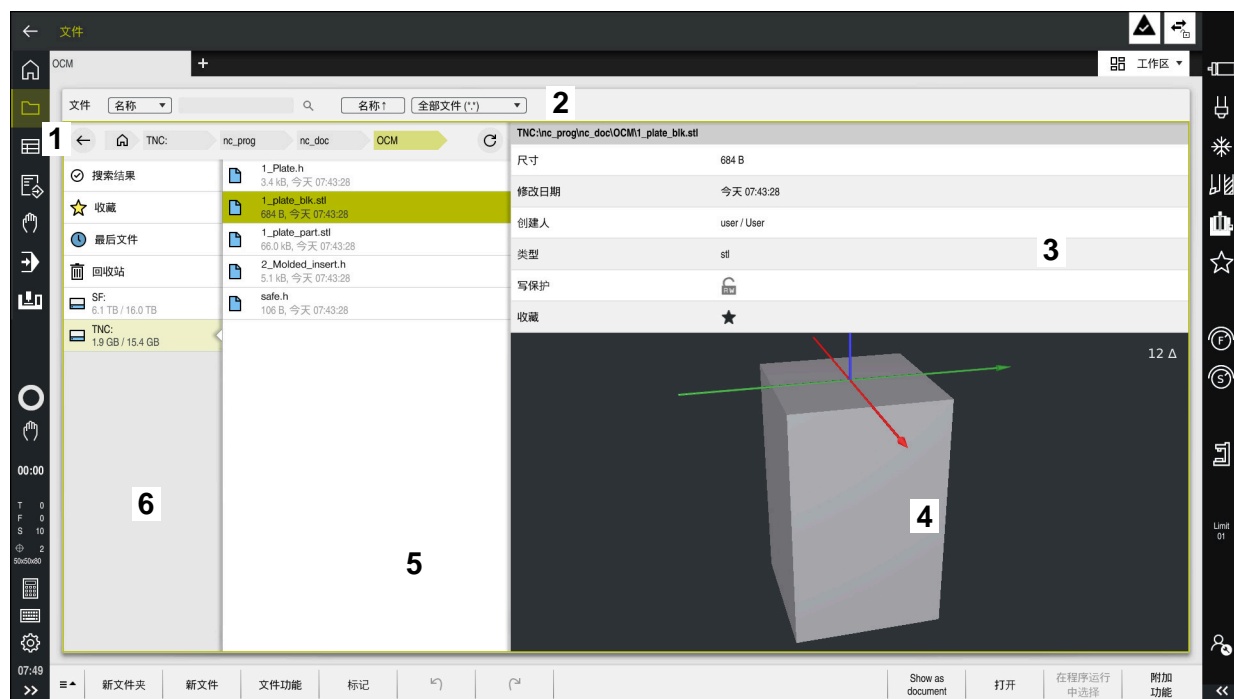 文件
OCM
+
工作区
文件
名称
名称↑
全部文件 (*.*)
2
1
TNC:
nc_prog
nc_doc
OCM
搜索结果
收藏
最后文件
回收站
SF:
6.1 TB / 16.0 TB
TNC:
1.9 GB / 15.4 GB
6
1_Plate.h
3.4 kB, 今天 07:43:28
1_plate_blk.stl
684 B, 今天 07:43:28
1_plate_part.stl
66.0 kB, 今天 07:43:28
2_Molded_insert.h
5.1 kB, 今天 07:43:28
safe.h
106 B, 今天 07:43:28
5
TNC:\nc_prog\nc_doc\OCM\1_plate_blk.stl
尺寸 684 B
修改日期 今天 07:43:28
创建人 user / User
类型 stl
3
写保护
RW
收藏
12 Δ
4
00:00
T 0
F 0
S 10
2
50x50x80
07:49
F
S
Limit
01
新文件夹
新文件
文件功能
标记
Show as
document
打开
在程序运行
中选择
附加
功能